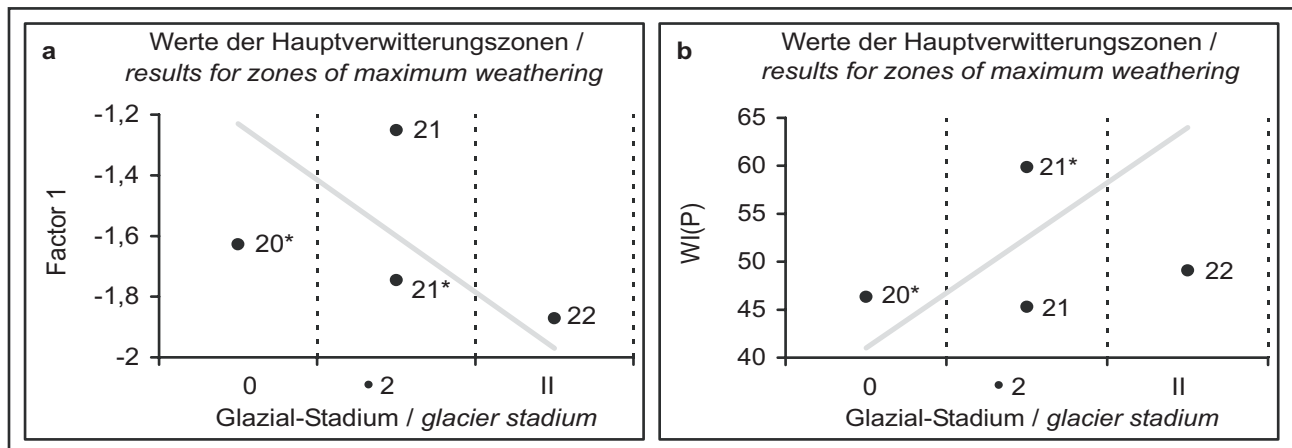 a
Werte der Hauptverwitterungszonen /
results for zones of maximum weathering
-1,2
-1,4
-1,6
-1,8
-2
Factor 1
21
20*
21*
22
0
• 2
II
Glazial-Stadium / glacier stadium
b
Werte der Hauptverwitterungszonen /
results for zones of maximum weathering
65
60
55
50
45
40
WI(P)
21*
22
20*
21
0
• 2
II
Glazial-Stadium / glacier stadium